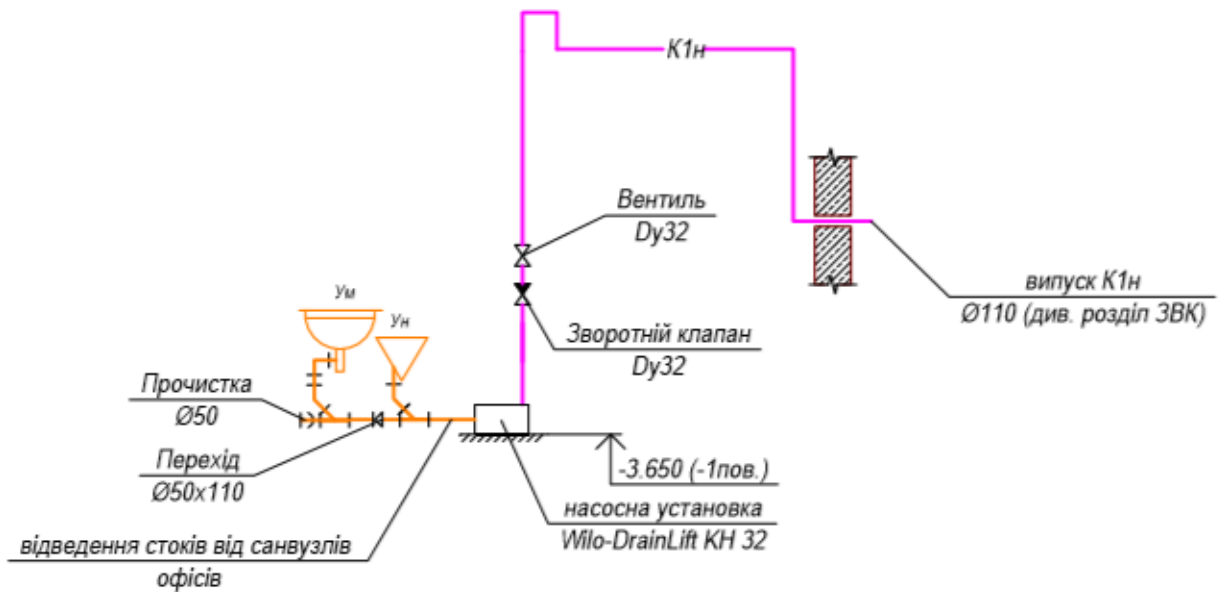 К1н
Вентиль
Dy32
випуск К1н
Ø110 (див. розділ ЗВК)
Зворотній клапан
Dy32
Ум
Ун
Прочистка
Ø50
Перехід
Ø50х110
-3.650 (-1пов.)
насосна установка
Wilo-DrainLift KH 32
відведення стоків від санвузлів
офісів